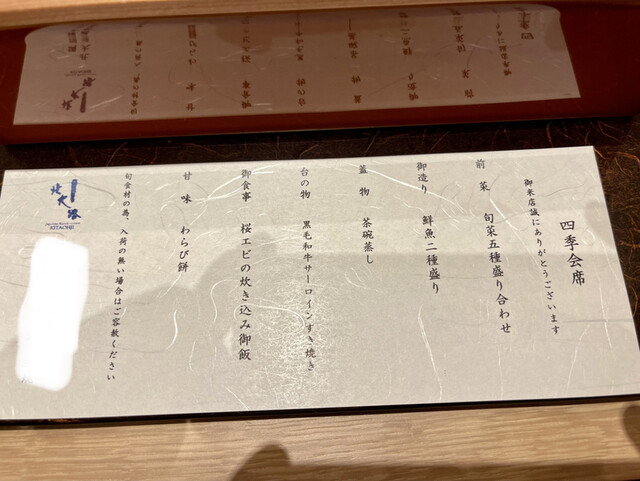 四季会席
御来店誠にありがとうございます
前菜 旬菜五種盛り合わせ
御造り 鮮魚二種盛り
蓋物 茶碗蒸し
台の物 黒毛和牛サーロインすき焼き
御食事 桜エビの炊き込み御飯
甘味 わらび餅
旬食材の為、入荷の無い場合はご容赦ください
北大路
KITAOHJI